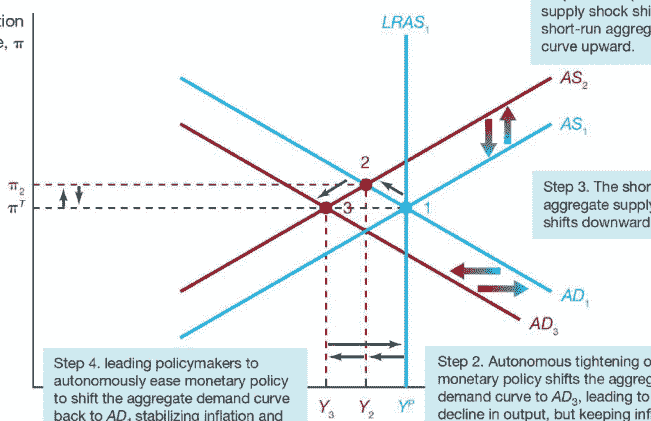 tion
e, π
LRAS1
supply shock shi
short-run aggreg
curve upward.
AS2
AS1
2
π2
πT
3
1
Step 3. The shor
aggregate supply
shifts downward
AD1
AD3
Step 4. leading policymakers to
autonomously ease monetary policy
to shift the aggregate demand curve
back to AD, stabilizing inflation and
Step 2. Autonomous tightening o
monetary policy shifts the aggreg
demand curve to AD3, leading to
decline in output, but keeping inf
Y3 Y2 YP